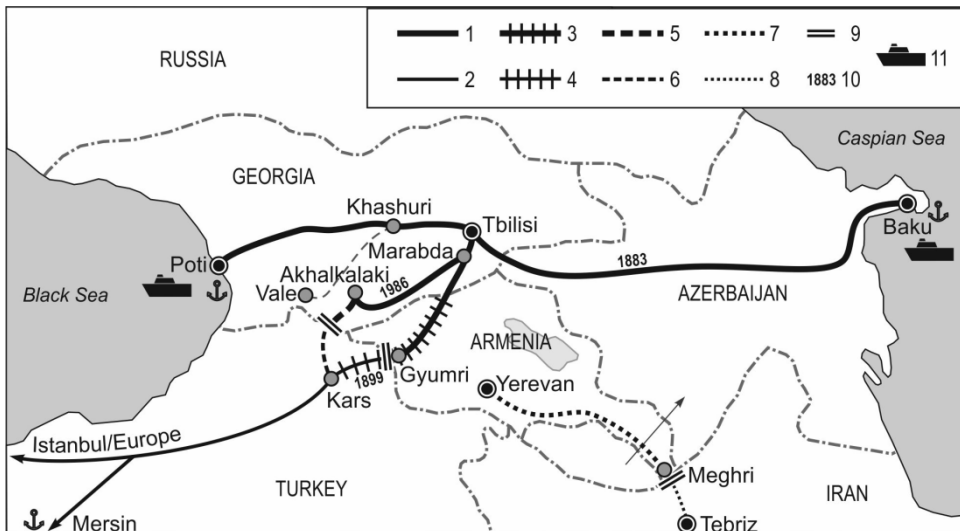 1
3
5
7
9
11
2
4
6
8
1883 10
RUSSIA
Caspian Sea
GEORGIA
Khashuri
Tbilisi
Baku
Marabda
Poti
Akhalkalaki
1883
Black Sea
Vale
1986
AZERBAIJAN
ARMENIA
Gyumri
1899
Kars
Yerevan
Istanbul/Europe
Meghri
TURKEY
IRAN
Mersin
Tebriz